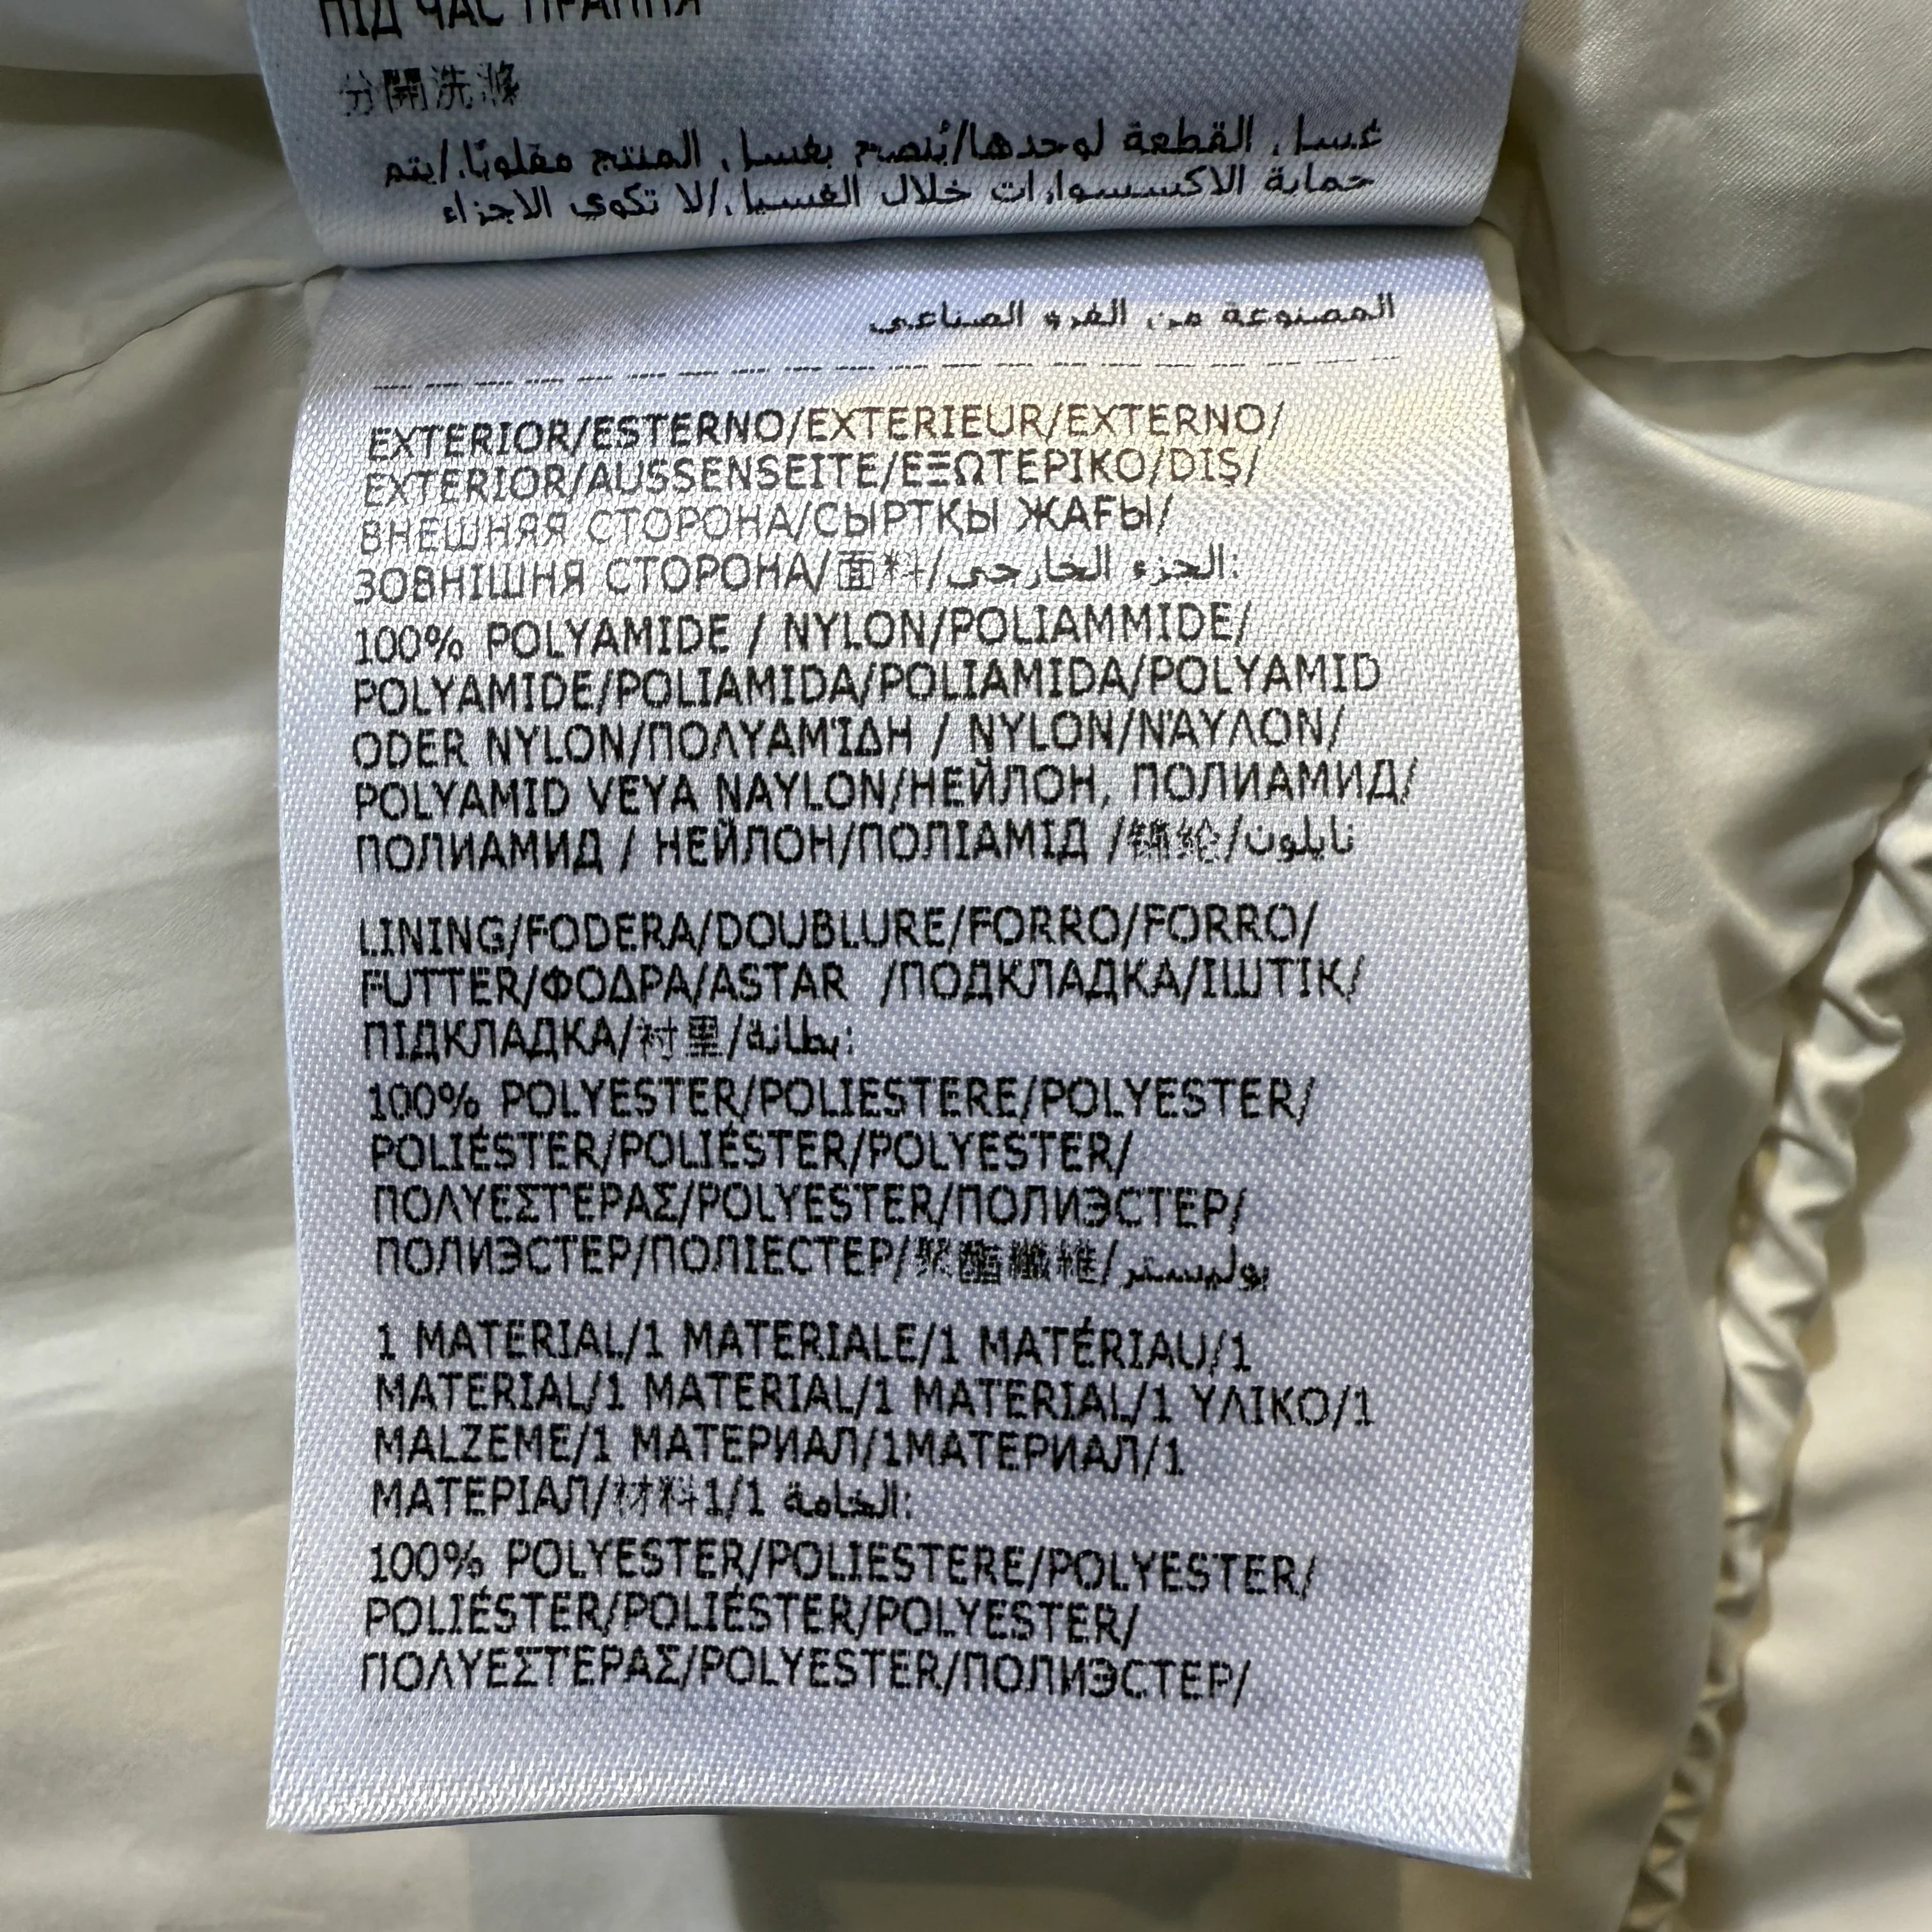 ПІД ЧАС ПРАННЯ
分開洗滌
غسل القطعة لوحدها/يُنصح بغسل المنتج مقلوبًا./يتم
حماية الاكسسوارات خلال الغسيل/لا تكوي الاجزاء
المصنوعة من الفرو الصناعي
EXTERIOR/ESTERNO/EXTERIEUR/EXTERNO/
EXTERIOR/AUSSENSEITE/ΕΞΩΤΕΡΙΚΟ/DIŞ/
ВНЕШНЯЯ СТОРОНА/СЫРТҚЫ ЖАҒЫ/
ЗОВНІШНЯ СТОРОНА/面料/الجزء الخارجي:
100% POLYAMIDE / NYLON/POLIAMMIDE/
POLYAMIDE/POLIAMIDA/POLIAMIDA/POLYAMID
ODER NYLON/ΠΟΛΥΑΜΊΔΗ / NYLON/ΝΆΥΛΟΝ/
POLYAMID VEYA NAYLON/НЕЙЛОН, ПОЛИАМИД/
ПОЛИАМИД / НЕЙЛОН/ПОЛІАМІД /錦纶/نايلون
LINING/FODERA/DOUBLURE/FORRO/FORRO/
FUTTER/ΦΟΔΡΑ/ASTAR /ПОДКЛАДКА/ІШТІК/
ПІДКЛАДКА/衬里/بطانة:
100% POLYESTER/POLIESTERE/POLYESTER/
POLIÉSTER/POLIÉSTER/POLYESTER/
ΠΟΛΥΕΣΤΕΡΑΣ/POLYESTER/ПОЛИЭСТЕР/
ПОЛИЭСТЕР/ПОЛІЕСТЕР/聚酯纖維/بوليستر
1 MATERIAL/1 MATERIALE/1 MATÉRIAU/1
MATERIAL/1 MATERIAL/1 MATERIAL/1 ΥΛΙΚΟ/1
MALZEME/1 МАТЕРИАЛ/1МАТЕРИАЛ/1
МАТЕРІАЛ/材料1/1 الخامة:
100% POLYESTER/POLIESTERE/POLYESTER/
POLIÉSTER/POLIÉSTER/POLYESTER/
ΠΟΛΥΕΣΤΕΡΑΣ/POLYESTER/ПОЛИЭСТЕР/